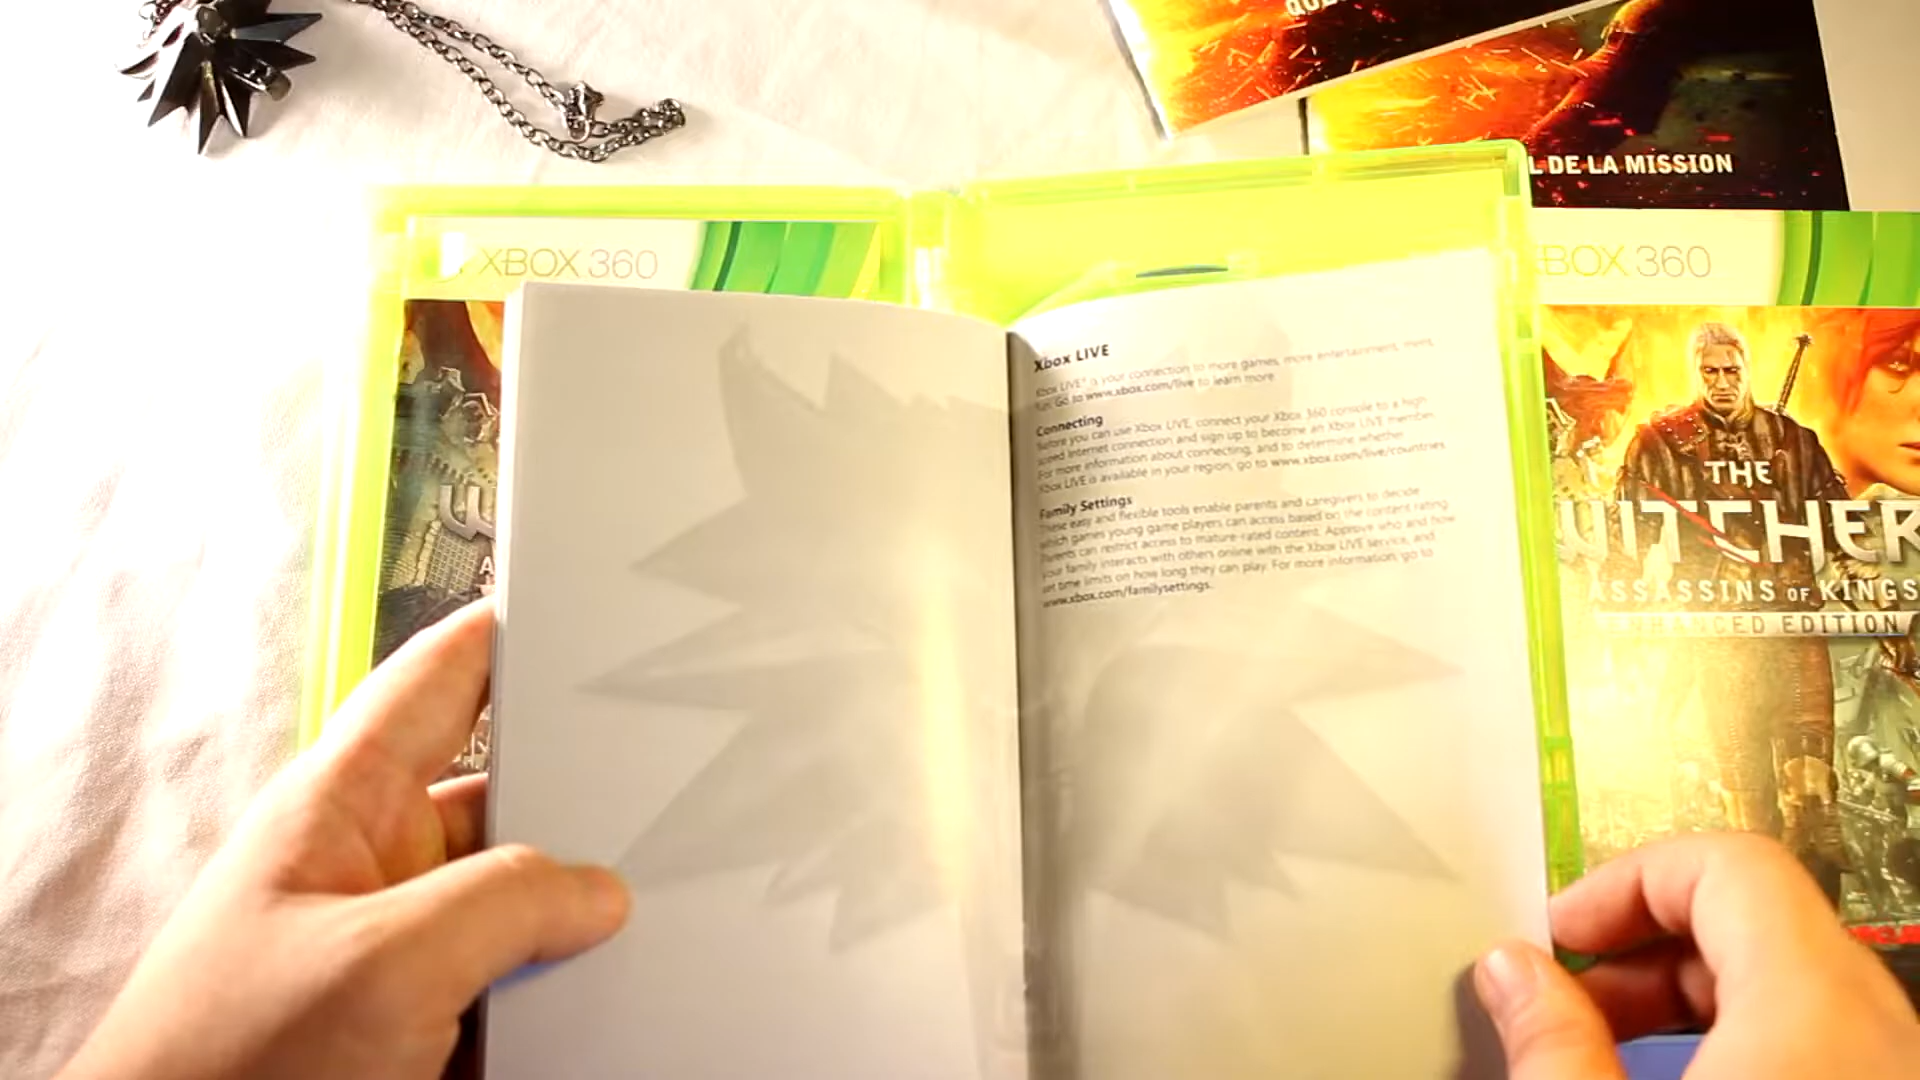 QUE
L DE LA MISSION
XBOX 360
XBOX 360
W
A
Xbox LIVE
Xbox LIVE® is your connection to more games, more entertainment, more
fun. Go to www.xbox.com/live to learn more.
Connecting
Before you can use Xbox LIVE, connect your Xbox 360 console to a high-
speed Internet connection and sign up to become an Xbox LIVE member.
For more information about connecting, and to determine whether
Xbox LIVE is available in your region, go to www.xbox.com/live/countries.
Family Settings
These easy and flexible tools enable parents and caregivers to decide
which games young game players can access based on the content rating.
Parents can restrict access to mature-rated content. Approve who and how
your family interacts with others online with the Xbox LIVE service, and
set time limits on how long they can play. For more information, go to
www.xbox.com/familysettings.
THE
WITCHER
ASSASSINS OF KINGS
ENHANCED EDITION